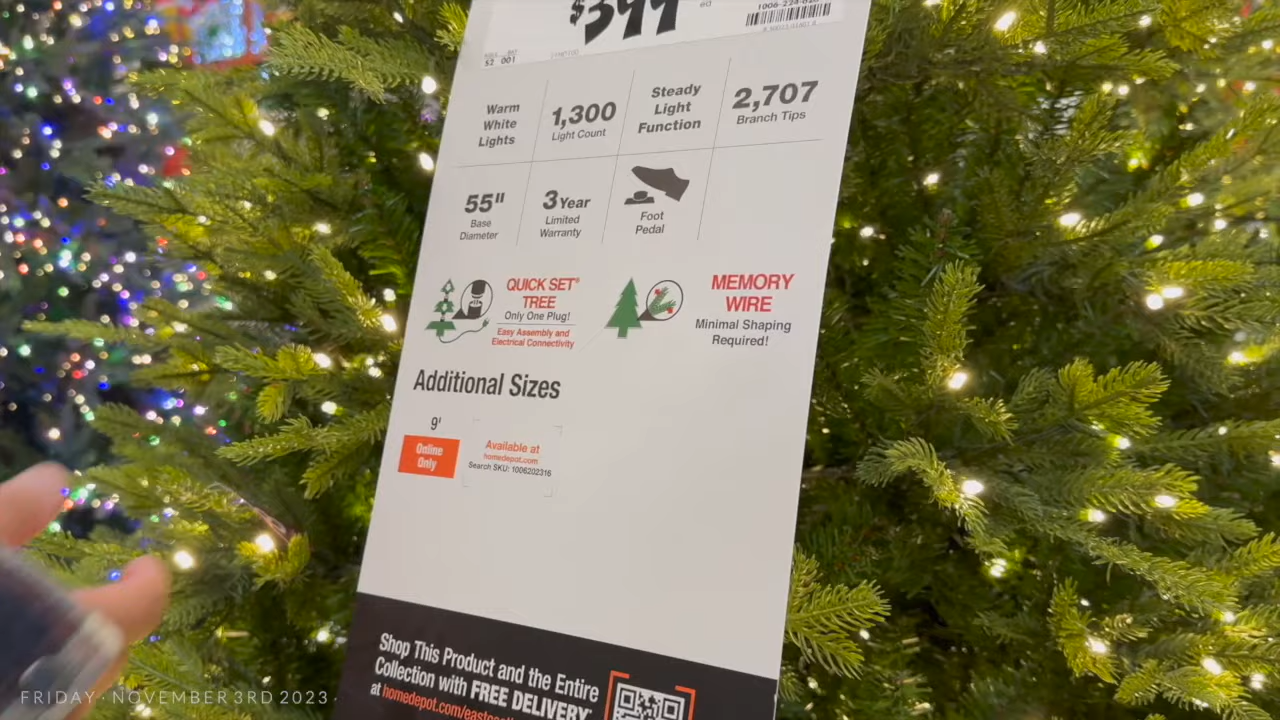 $399
52 001
Warm
White
Lights
1,300
Light Count
Steady
Light
Function
2,707
Branch Tips
55"
Base
Diameter
3 Year
Limited
Warranty
Foot
Pedal
QUICK SET®
TREE
Only One Plug!
Easy Assembly and
Electrical Connectivity
MEMORY
WIRE
Minimal Shaping
Required!
Additional Sizes
9'
Online
Only
Available at
homedepot.com
Search SKU: 1006202316
Shop This Product and the Entire
Collection with FREE DELIVERY
at
FRIDAY · NOVEMBER 3RD 2023 ·